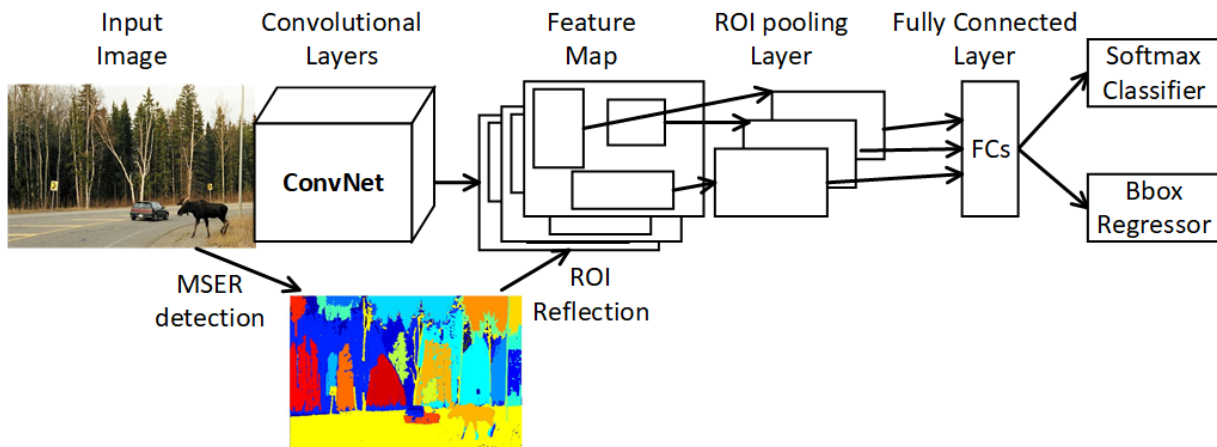 Input
Image
Convolutional
Layers
Feature
Map
ROI pooling
Layer
Fully Connected
Layer
Softmax
Classifier
ConvNet
FCs
Bbox
Regressor
MSER
detection
ROI
Reflection